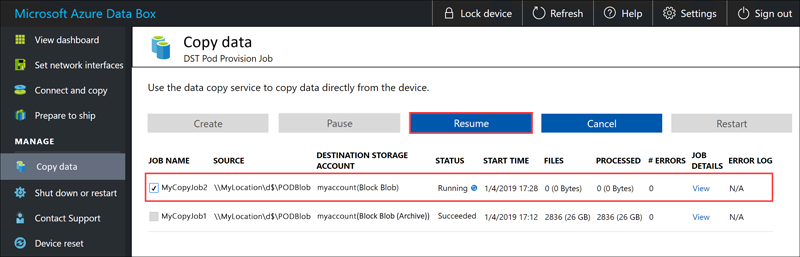 Microsoft Azure Data Box
Lock device
Refresh
Help
Settings
Sign out
View dashboard
Set network interfaces
Connect and copy
Prepare to ship
MANAGE
Copy data
Shut down or restart
Contact Support
Device reset
Copy data
DST Pod Provision Job
Use the data copy service to copy data directly from the device.
Create
Pause
Resume
Cancel
Restart
JOB NAME SOURCE DESTINATION STORAGE ACCOUNT STATUS START TIME FILES PROCESSED # ERRORS JOB DETAILS ERROR LOG
MyCopyJob2 \\MyLocation\d$\PODBlob myaccount(Block Blob) Running 1/4/2019 17:28 0 (0 Bytes) 0 (0 Bytes) 0 View N/A
MyCopyJob1 \\MyLocation\d$\PODBlob myaccount(Block Blob (Archive)) Succeeded 1/4/2019 17:12 2836 (26 GB) 2836 (26 GB) 0 View N/A